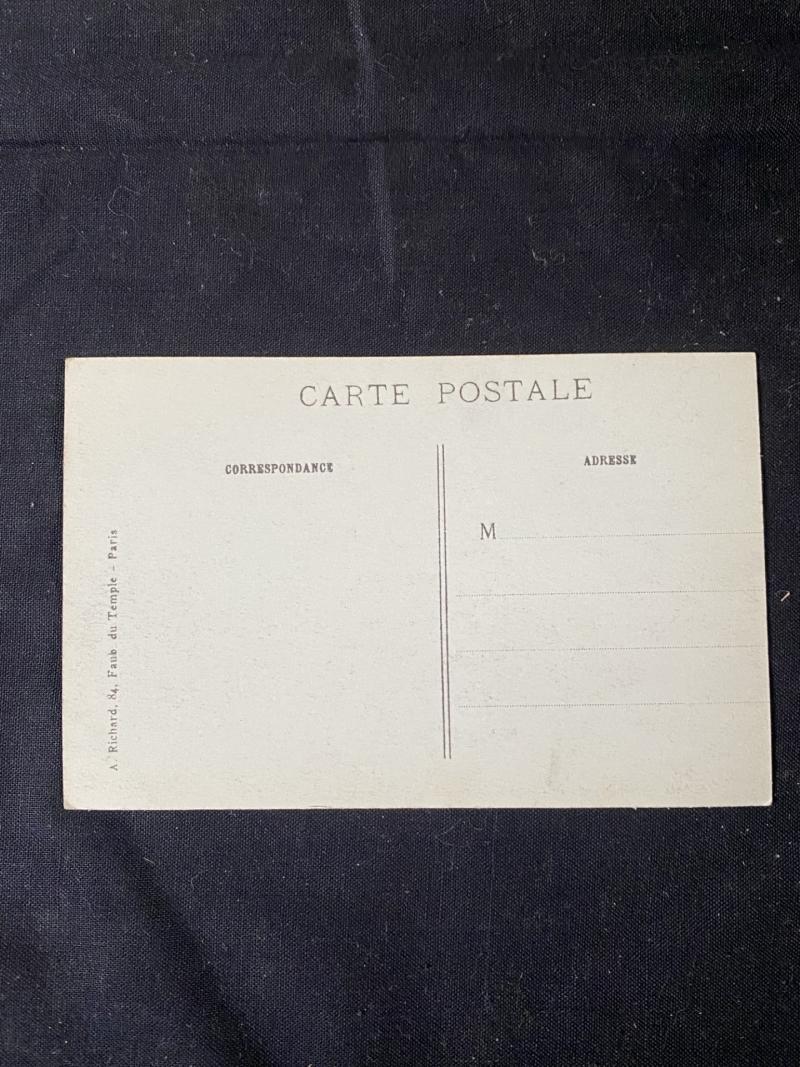 CARTE POSTALE
CORRESPONDANCE
ADRESSE
M
A. Richard, 84, Faub. du Temple - Paris